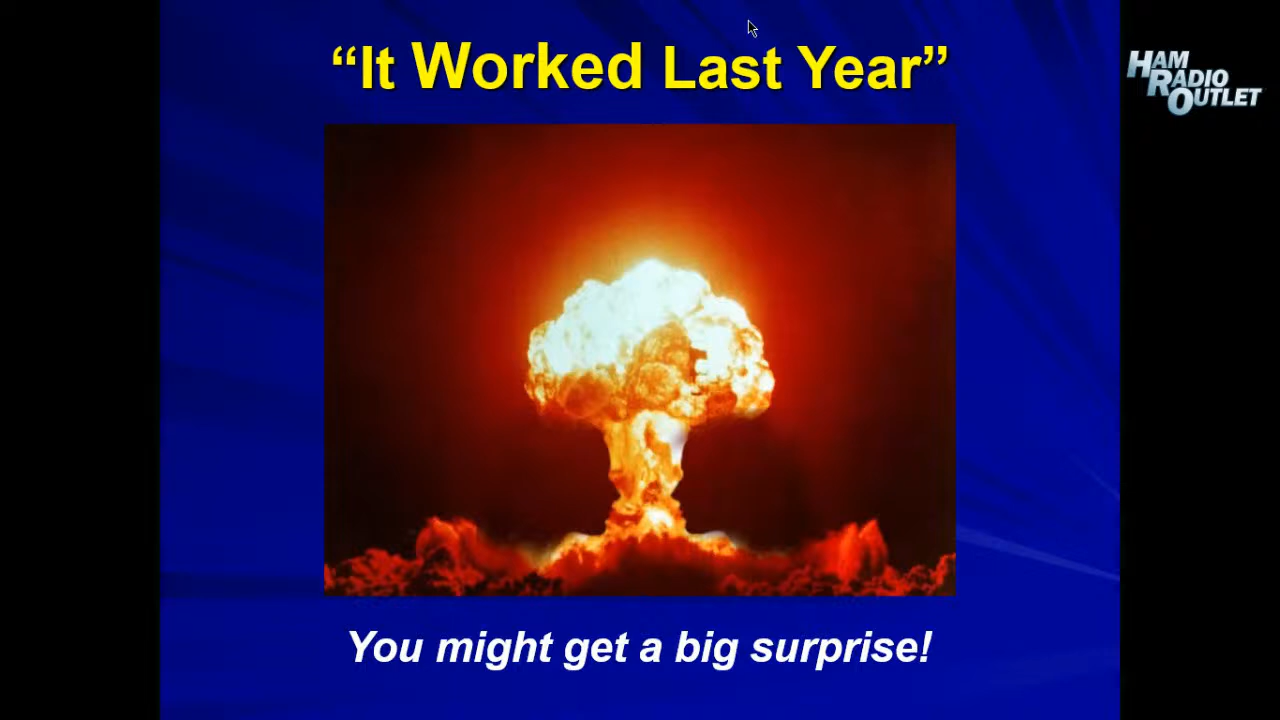 “It Worked Last Year”
HAM
RADIO
OUTLET
You might get a big surprise!